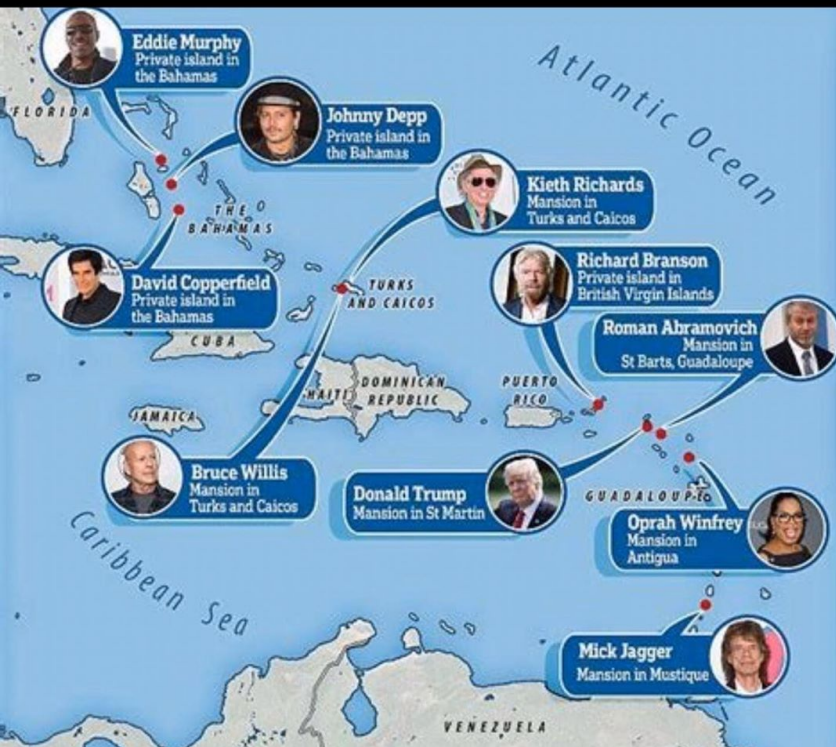 Eddie Murphy
Private island in
the Bahamas
FLORIDA
Atlantic Ocean
Johnny Depp
Private island in
the Bahamas
Kieth Richards
Mansion in
Turks and Caicos
THE
BAHAMAS
David Copperfield
Private island in
the Bahamas
Richard Branson
Private island in
British Virgin Islands
TURKS
AND CAICOS
Roman Abramovich
Mansion in
St Barts, Guadaloupe
CUBA
HAITI
DOMINICAN
REPUBLIC
PUERTO
RICO
JAMAICA
Bruce Willis
Mansion in
Turks and Caicos
Donald Trump
Mansion in St Martin
GUADALOUPE
Oprah Winfrey
Mansion in
Antigua
Caribbean Sea
Mick Jagger
Mansion in Mustique
VENEZUELA